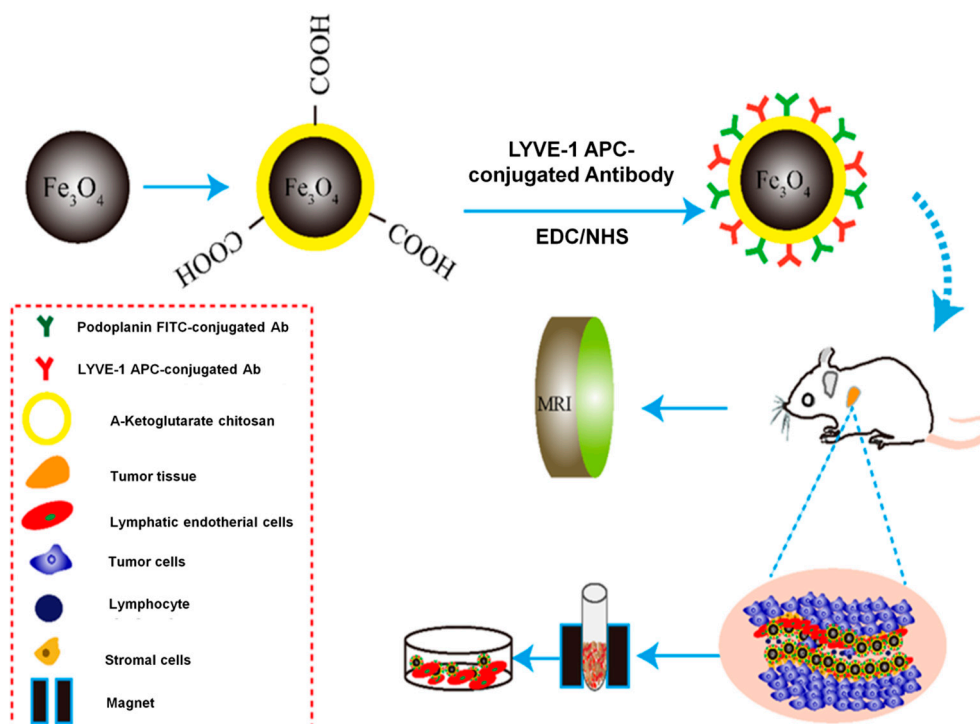 COOH
Fe3O4
Fe3O4
HOOC
COOH
LYVE-1 APC-
conjugated Antibody
EDC/NHS
Fe3O4
Podoplanin FITC-conjugated Ab
LYVE-1 APC-conjugated Ab
A-Ketoglutarate chitosan
Tumor tissue
Lymphatic endotherial cells
Tumor cells
Lymphocyte
Stromal cells
Magnet
MRI